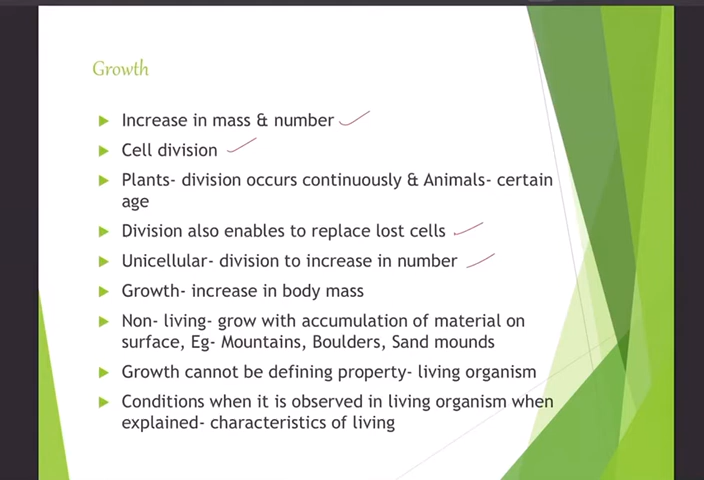 Growth
Increase in mass & number
Cell division
Plants- division occurs continuously & Animals- certain
age
Division also enables to replace lost cells
Unicellular- division to increase in number
Growth- increase in body mass
Non- living- grow with accumulation of material on
surface, Eg- Mountains, Boulders, Sand mounds
Growth cannot be defining property- living organism
Conditions when it is observed in living organism when
explained- characteristics of living